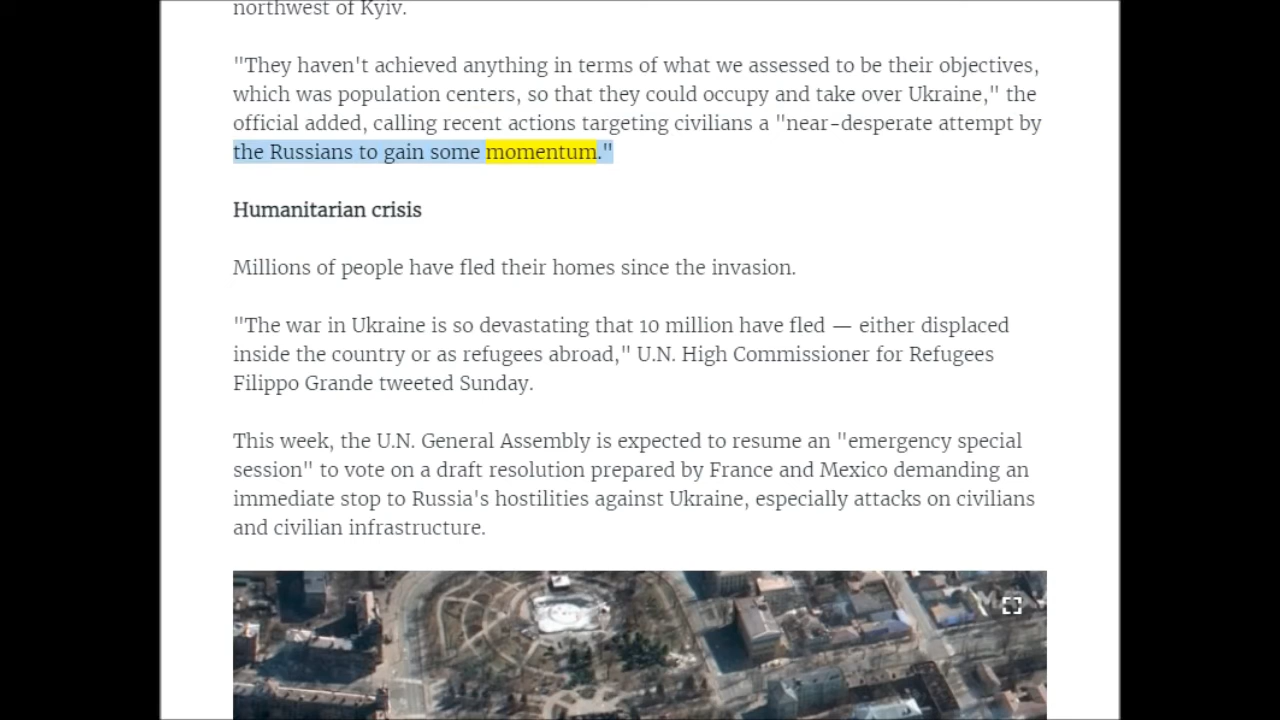 northwest of Kyiv.
"They haven't achieved anything in terms of what we assessed to be their objectives,
which was population centers, so that they could occupy and take over Ukraine," the
official added, calling recent actions targeting civilians a "near-desperate attempt by
the Russians to gain some momentum."
Humanitarian crisis
Millions of people have fled their homes since the invasion.
"The war in Ukraine is so devastating that 10 million have fled — either displaced
inside the country or as refugees abroad," U.N. High Commissioner for Refugees
Filippo Grande tweeted Sunday.
This week, the U.N. General Assembly is expected to resume an "emergency special
session" to vote on a draft resolution prepared by France and Mexico demanding an
immediate stop to Russia's hostilities against Ukraine, especially attacks on civilians
and civilian infrastructure.